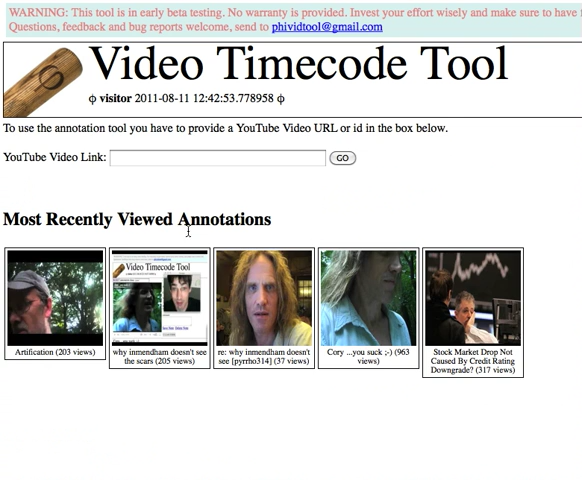 WARNING: This tool is in early beta testing. No warranty is provided. Invest your effort wisely and make sure to have
Questions, feedback and bug reports welcome, send to phividtool@gmail.com
Video Timecode Tool
ϕ visitor 2011-08-11 12:42:53.778958 ϕ
To use the annotation tool you have to provide a YouTube Video URL or id in the box below.
YouTube Video Link: GO
Most Recently Viewed Annotations
Video Timecode Tool
Artification (203 views)
why inmendham doesn't see
the scars (205 views)
re: why inmendham doesn't
see [pyrrho314] (37 views)
Cory ...you suck ;-) (963
views)
Stock Market Drop Not
Caused By Credit Rating
Downgrade? (317 views)